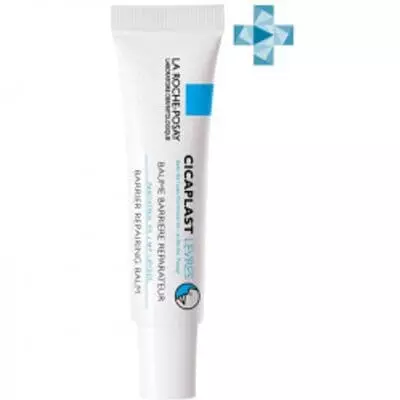 LA ROCHE-POSAY
LABORATOIRE DERMATOLOGIQUE
CICAPLAST LEVRES
BAUME BARRIERE REPARATEUR
BARRIER REPAIRING BALM